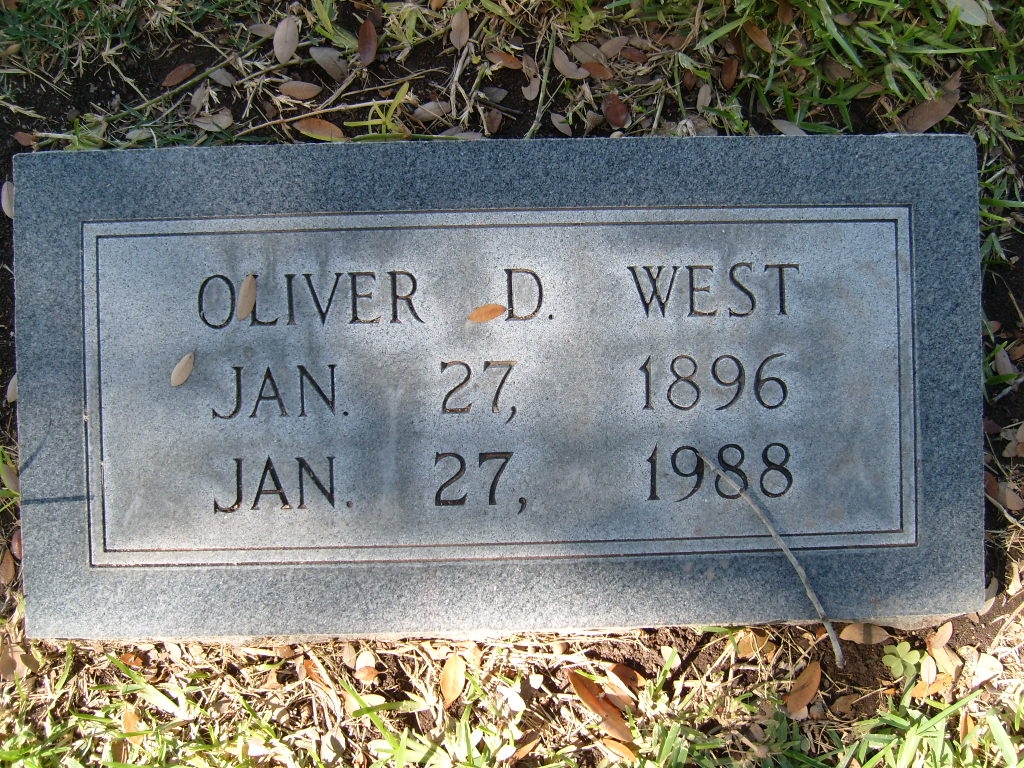 OLIVER D. WEST
JAN. 27, 1896
JAN. 27, 1988